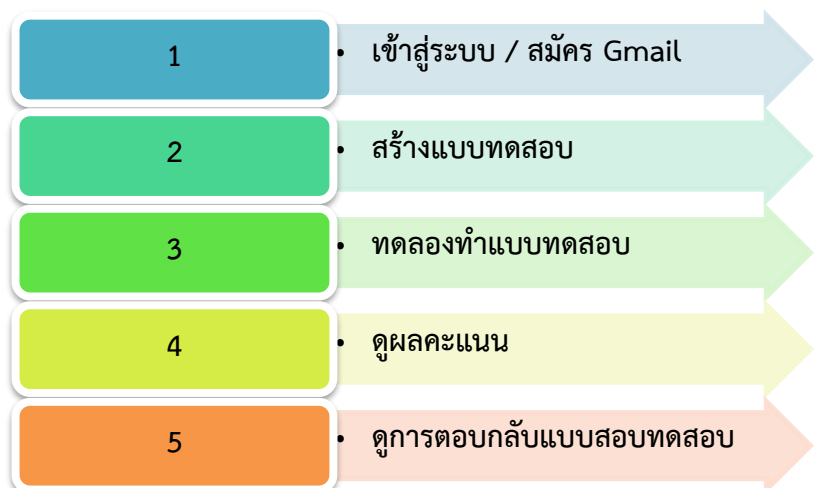 1
• เข้าสู่ระบบ / สมัคร Gmail
2
• สร้างแบบทดสอบ
3
• ทดลองทำแบบทดสอบ
4
• ดูผลคะแนน
5
• ดูการตอบกลับแบบสอบทดสอบ